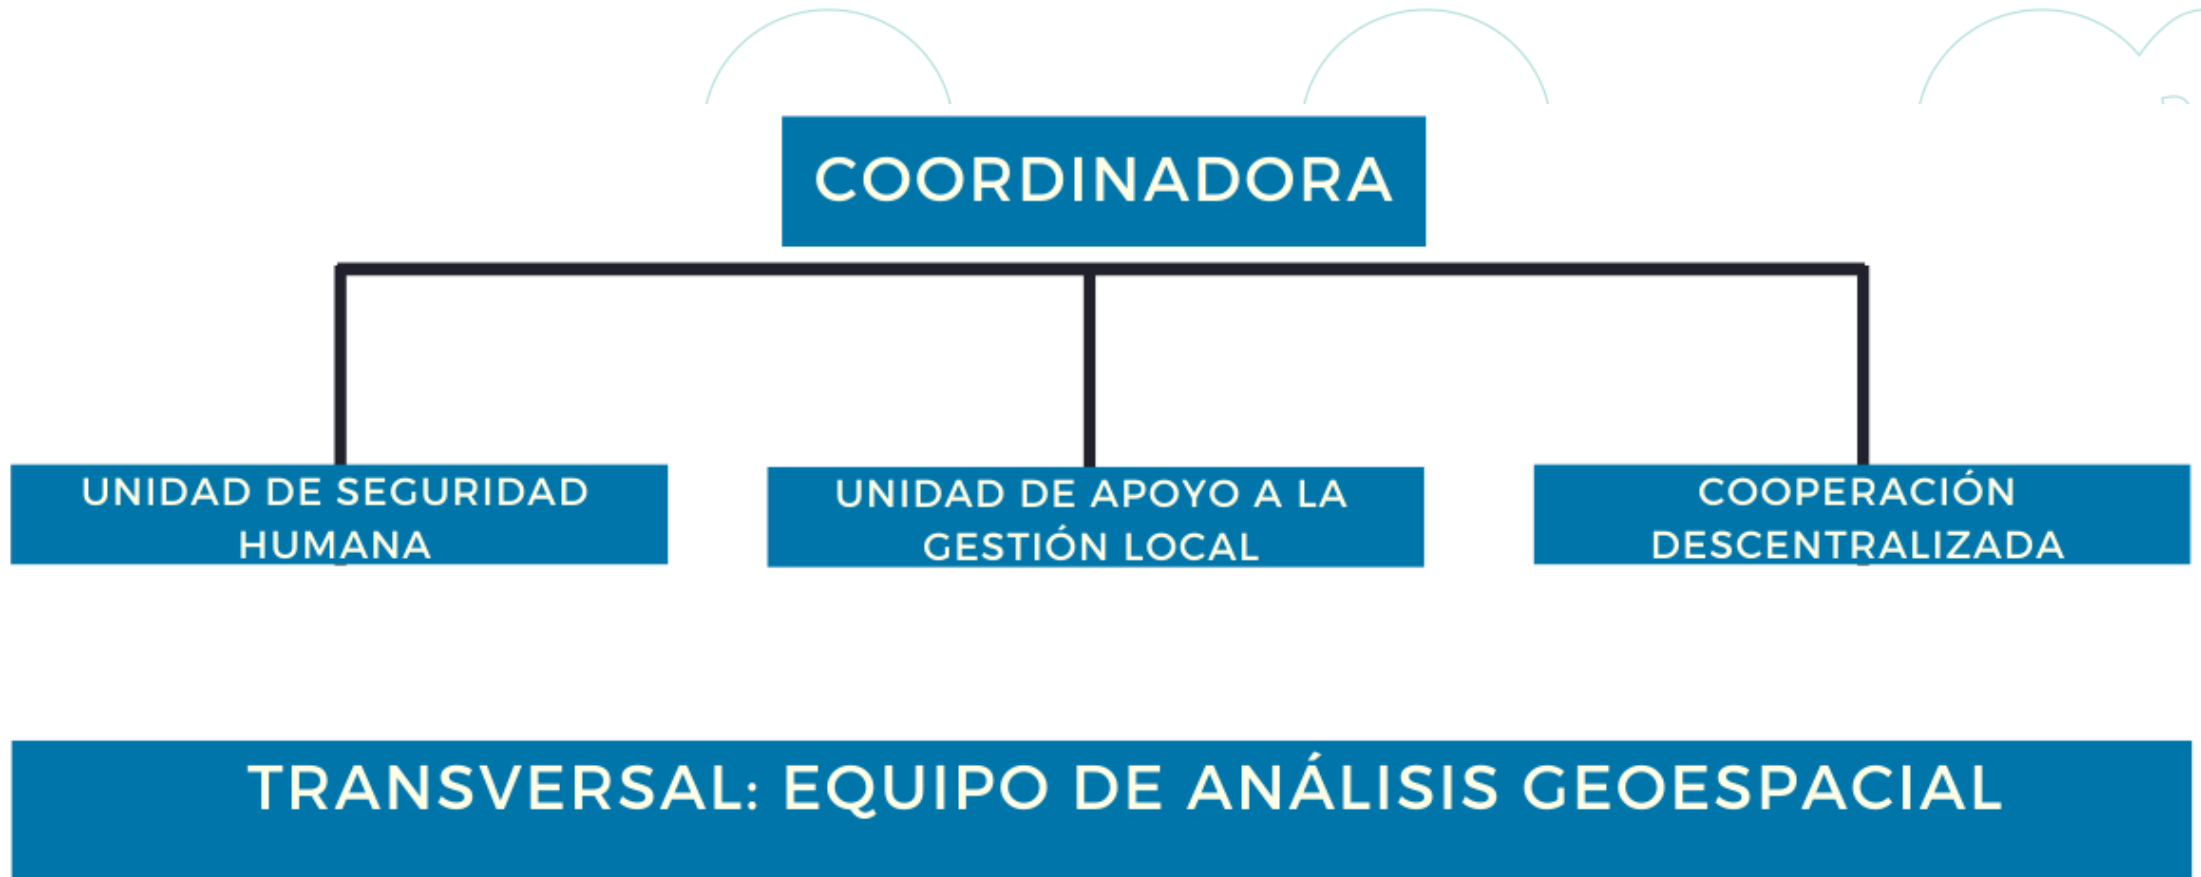 COORDINADORA
UNIDAD DE SEGURIDAD
HUMANA
UNIDAD DE APOYO A LA
GESTIÓN LOCAL
COOPERACIÓN
DESCENTRALIZADA
TRANSVERSAL: EQUIPO DE ANÁLISIS GEOESPACIAL